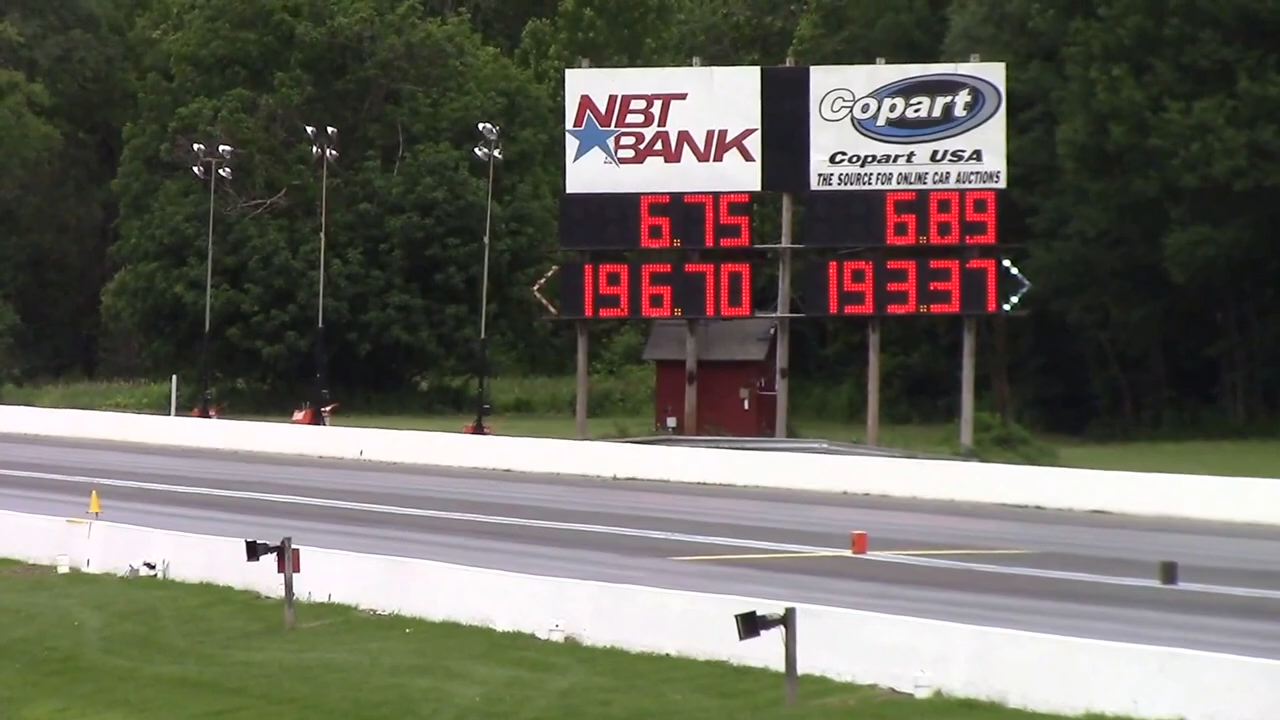 NBT
BANK
Copart
Copart USA
THE SOURCE FOR ONLINE CAR AUCTIONS
6.75
6.89
196.70
193.37